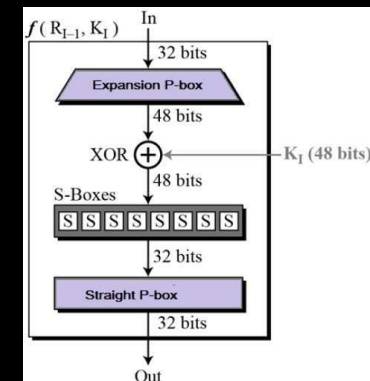 In
f ( R_I–1, K_I )
32 bits
Expansion P-box
48 bits
XOR + K_I (48 bits)
48 bits
S-Boxes
S S S S S S S S
32 bits
Straight P-box
32 bits
Out